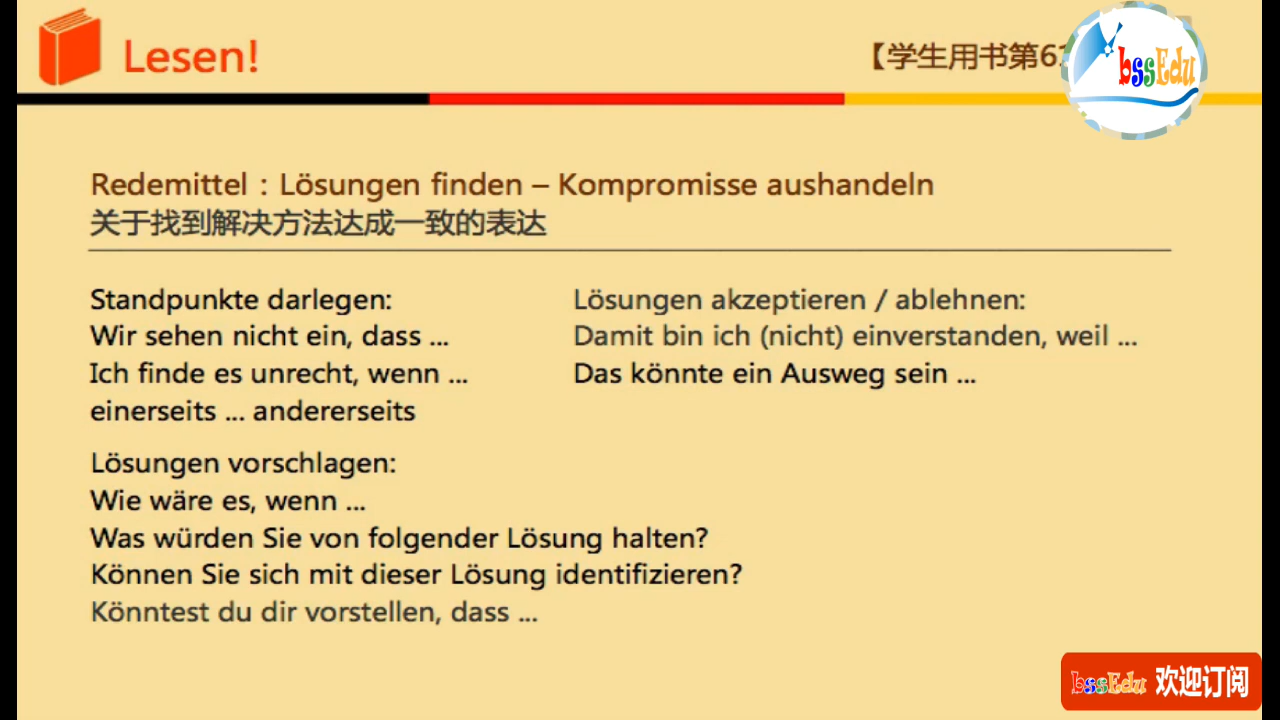 Lesen!
【学生用书第6
bssEdu
Redemittel：Lösungen finden – Kompromisse aushandeln
关于找到解决方法达成一致的表达
Standpunkte darlegen:
Wir sehen nicht ein, dass ...
Ich finde es unrecht, wenn ...
einerseits ... andererseits
Lösungen akzeptieren / ablehnen:
Damit bin ich (nicht) einverstanden, weil ...
Das könnte ein Ausweg sein ...
Lösungen vorschlagen:
Wie wäre es, wenn ...
Was würden Sie von folgender Lösung halten?
Können Sie sich mit dieser Lösung identifizieren?
Könntest du dir vorstellen, dass ...
bssEdu 欢迎订阅